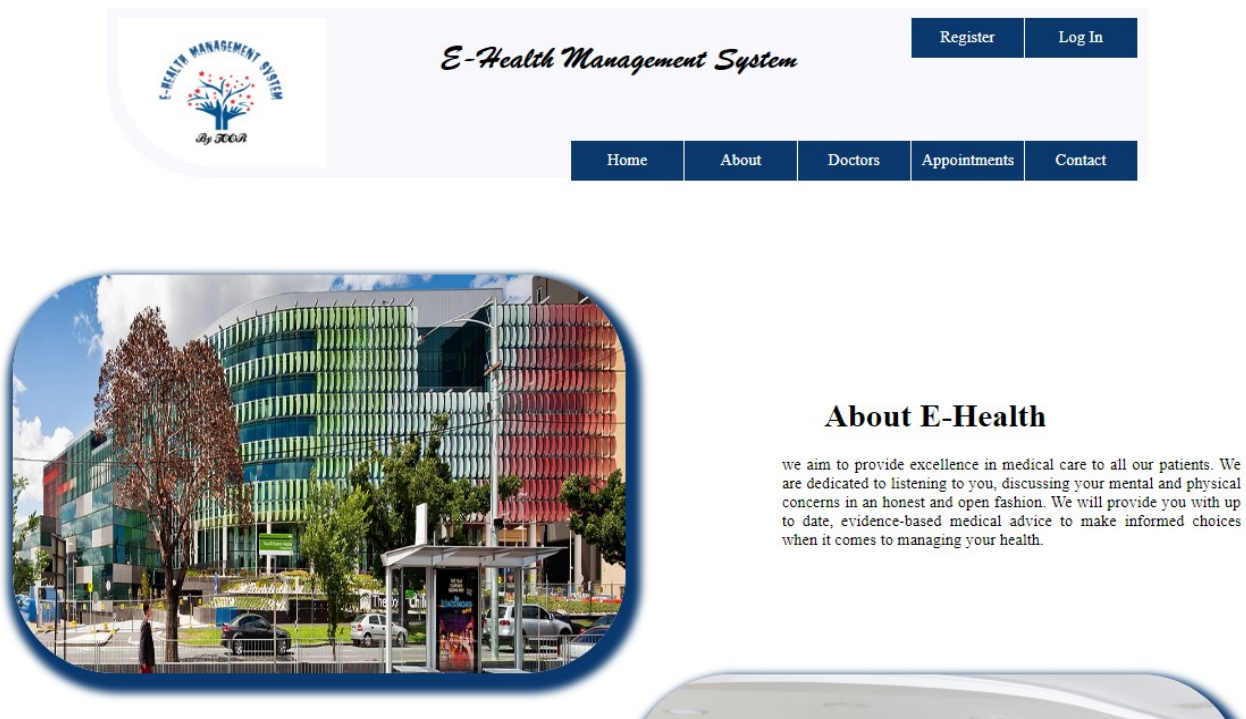 E-HEALTH MANAGEMENT SYSTEM
E-Health Management System
Register
Log In
Home
About
Doctors
Appointments
Contact
About E-Health
we aim to provide excellence in medical care to all our patients. We
are dedicated to listening to you, discussing your mental and physical
concerns in an honest and open fashion. We will provide you with up
to date, evidence-based medical advice to make informed choices
when it comes to managing your health.